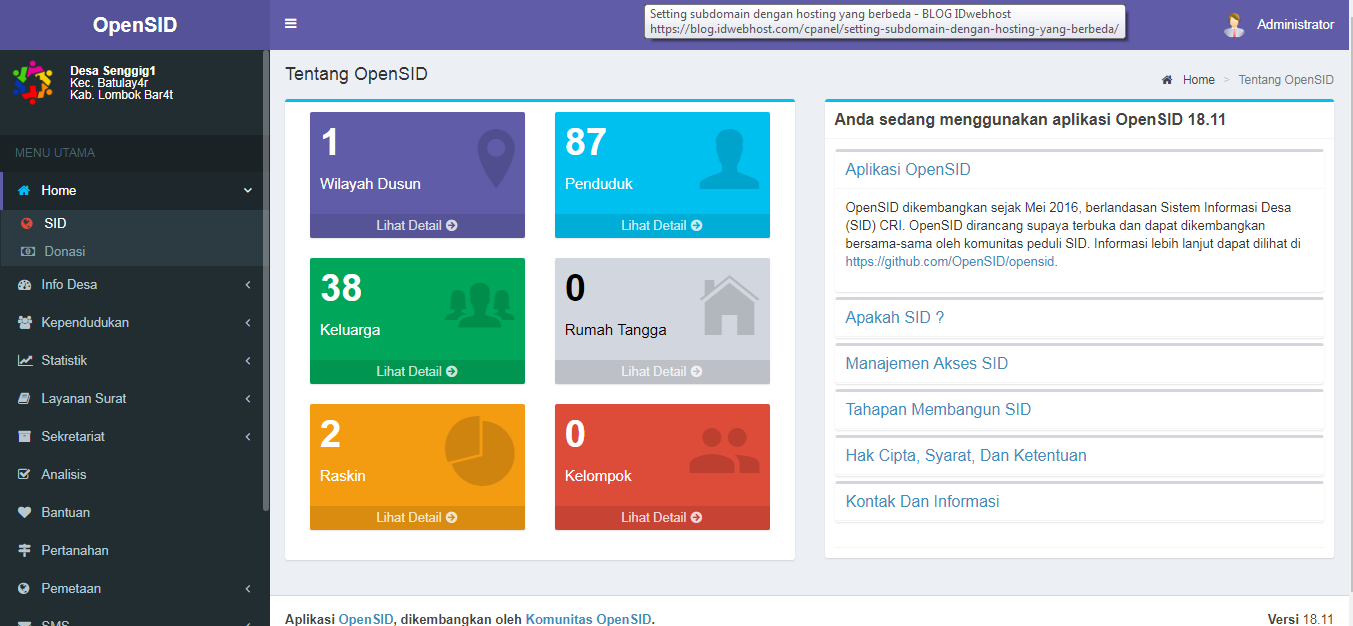 OpenSID
Setting subdomain dengan hosting yang berbeda - BLOG IDwebhost
https://blog.idwebhost.com/cpanel/setting-subdomain-dengan-hosting-yang-berbeda/
Administrator
Desa Senggig1
Kec. Batulay4r
Kab. Lombok Bar4t
MENU UTAMA
Home
SID
Donasi
Info Desa
Kependudukan
Statistik
Layanan Surat
Sekretariat
Analisis
Bantuan
Pertanahan
Pemetaan
SMS
Tentang OpenSID
Home > Tentang OpenSID
1
Wilayah Dusun
Lihat Detail
87
Penduduk
Lihat Detail
38
Keluarga
Lihat Detail
0
Rumah Tangga
Lihat Detail
2
Raskin
Lihat Detail
0
Kelompok
Lihat Detail
Anda sedang menggunakan aplikasi OpenSID 18.11
Aplikasi OpenSID
OpenSID dikembangkan sejak Mei 2016, berlandasan Sistem Informasi Desa
(SID) CRI. OpenSID dirancang supaya terbuka dan dapat dikembangkan
bersama-sama oleh komunitas peduli SID. Informasi lebih lanjut dapat dilihat di
https://github.com/OpenSID/opensid.
Apakah SID ?
Manajemen Akses SID
Tahapan Membangun SID
Hak Cipta, Syarat, Dan Ketentuan
Kontak Dan Informasi
Aplikasi OpenSID, dikembangkan oleh Komunitas OpenSID.
Versi 18.11